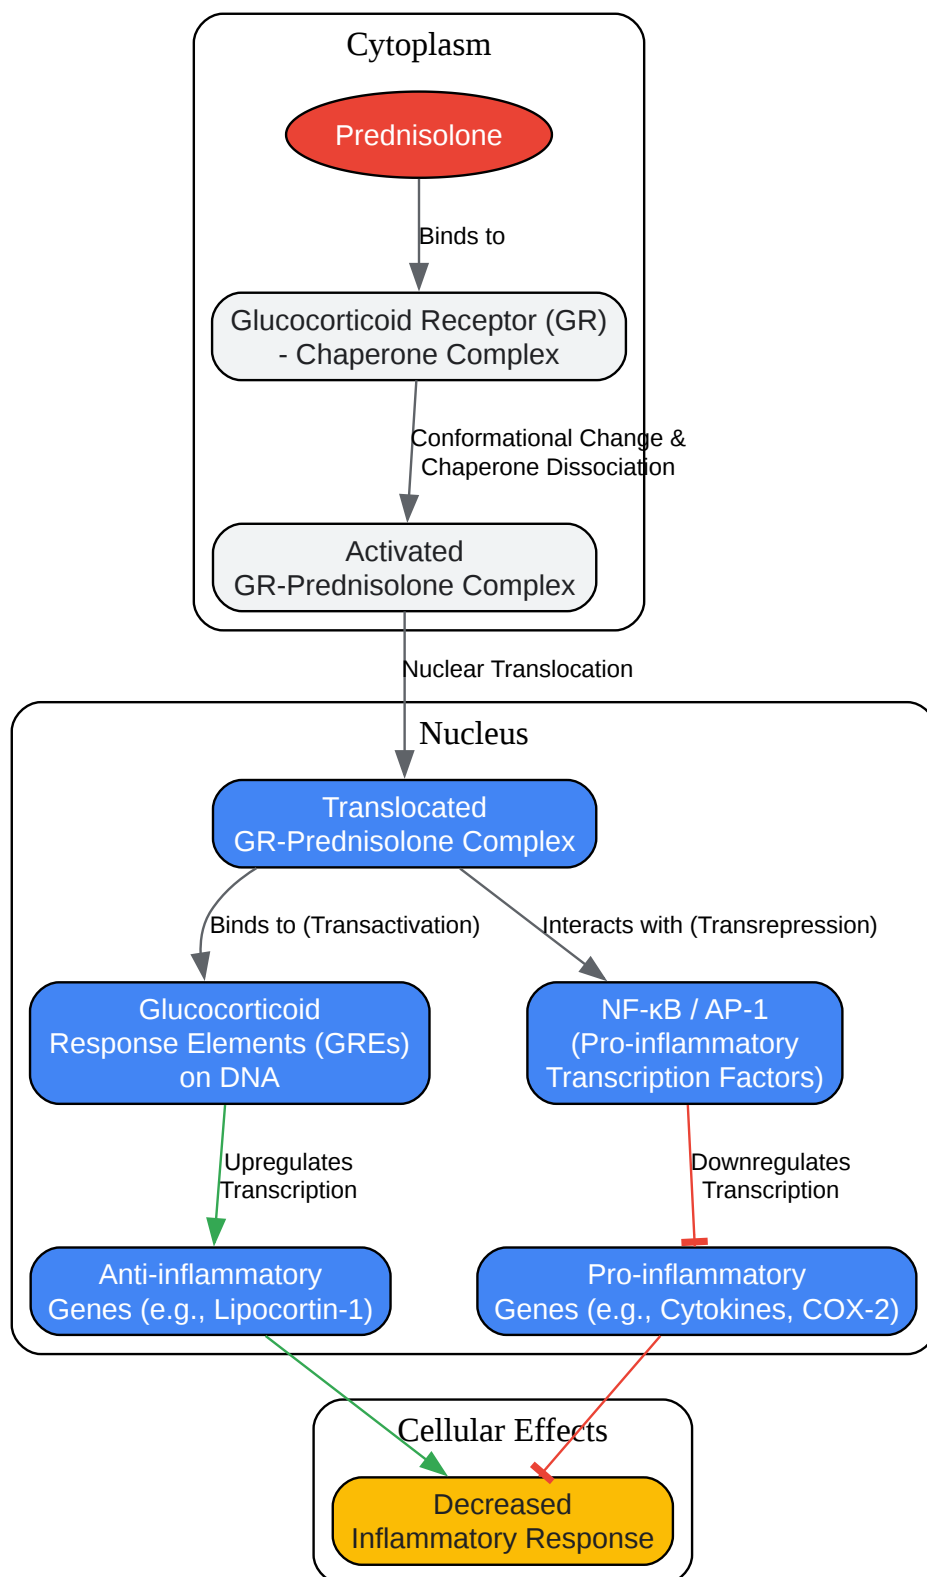 Cytoplasm
Prednisolone
Binds to
Glucocorticoid Receptor (GR)
- Chaperone Complex
Conformational Change &
Chaperone Dissociation
Activated
GR-Prednisolone Complex
Nuclear Translocation
Nucleus
Translocated
GR-Prednisolone Complex
Binds to (Transactivation)
Interacts with (Transrepression)
Glucocorticoid
Response Elements (GREs)
on DNA
NF-κB / AP-1
(Pro-inflammatory
Transcription Factors)
Upregulates
Transcription
Downregulates
Transcription
Anti-inflammatory
Genes (e.g., Lipocortin-1)
Pro-inflammatory
Genes (e.g., Cytokines, COX-2)
Cellular Effects
Decreased
Inflammatory Response